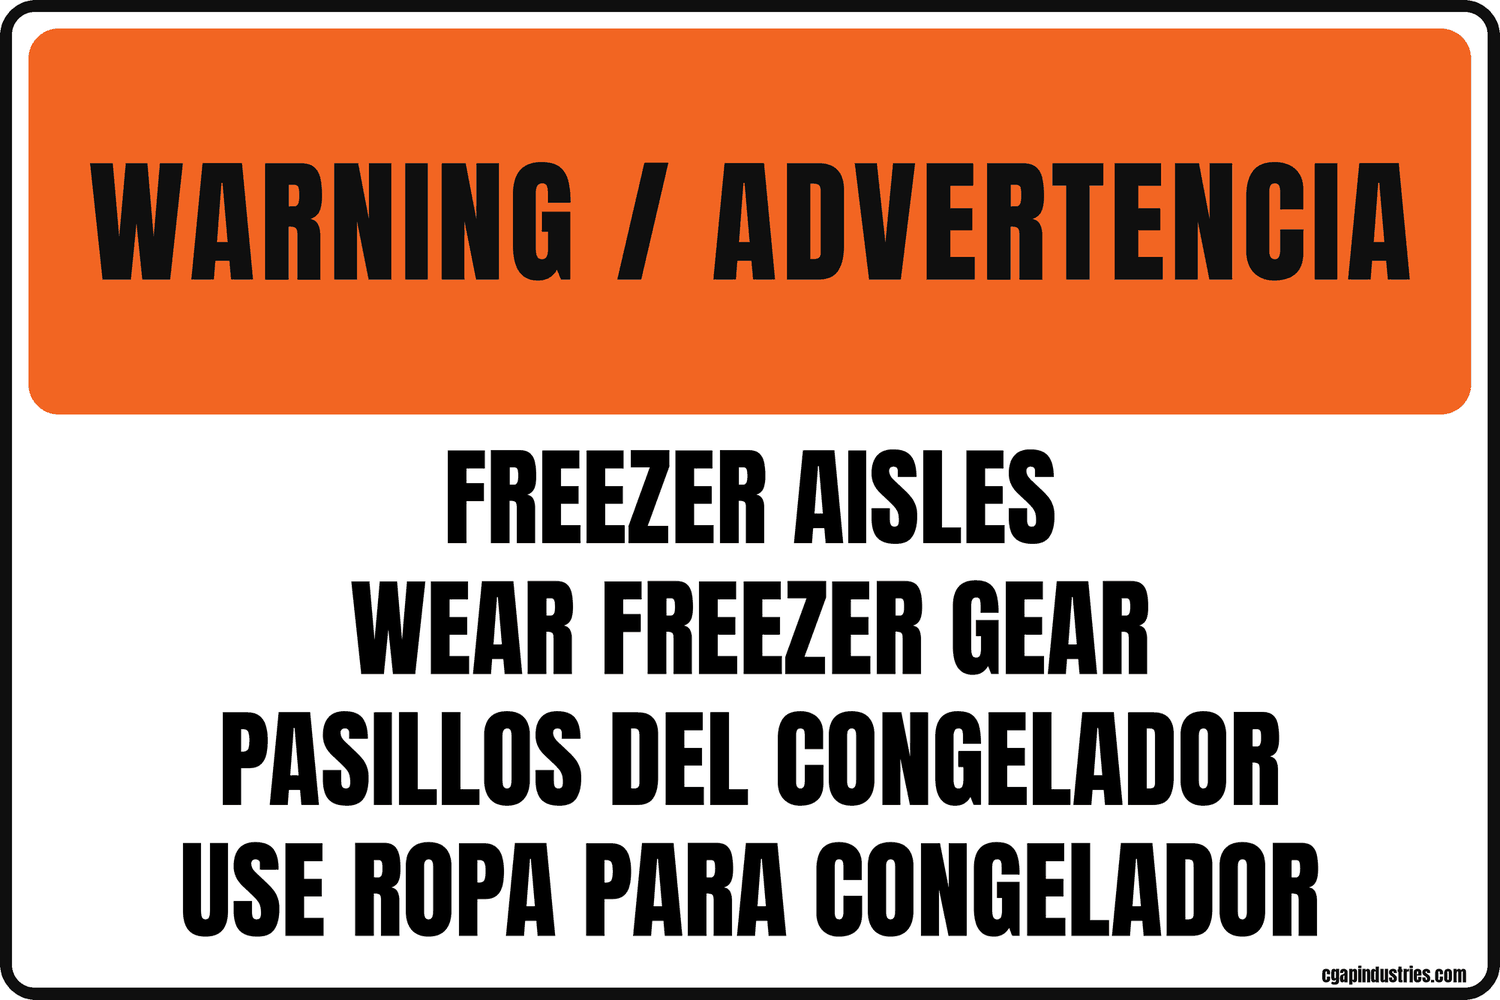 WARNING / ADVERTENCIA
FREEZER AISLES
WEAR FREEZER GEAR
PASILLOS DEL CONGELADOR
USE ROPA PARA CONGELADOR
cgapindustries.com